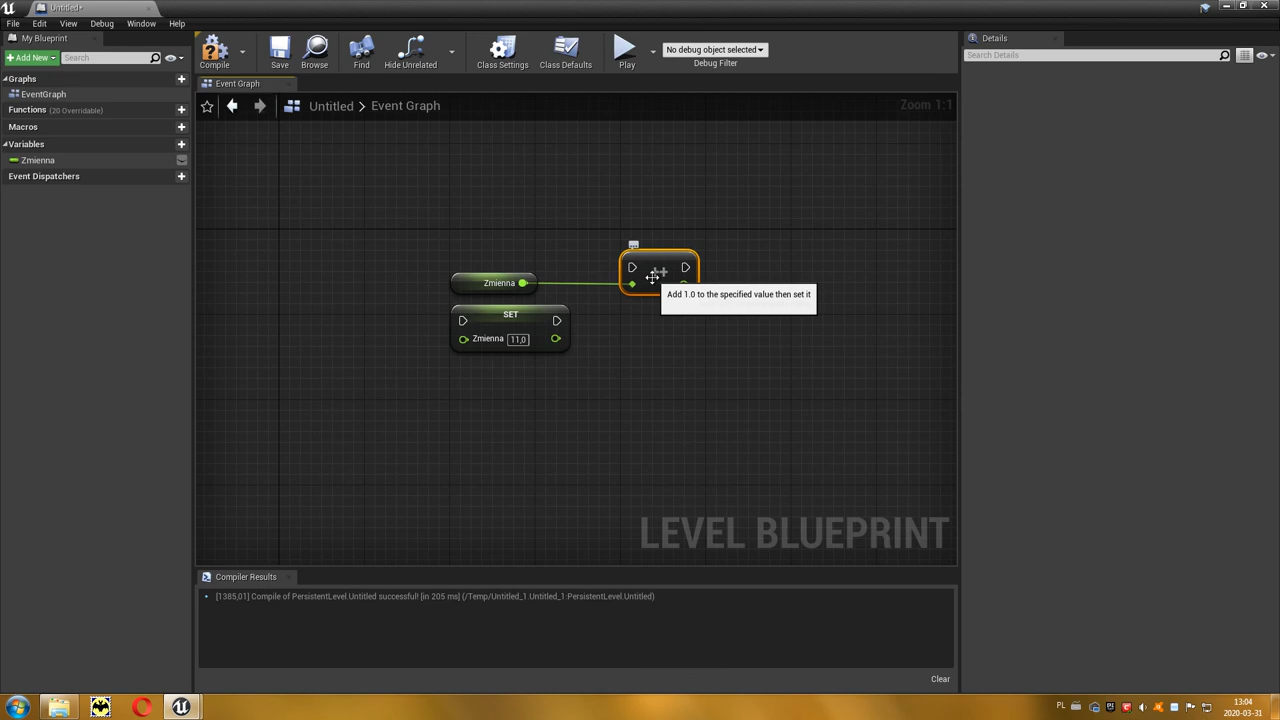 Untitled*
File Edit View Debug Window Help
My Blueprint
+ Add New Search
Compile Save Browse Find Hide Unrelated Class Settings Class Defaults Play
No debug object selected
Debug Filter
Details
Search Details
Graphs
EventGraph
Functions (20 Overridable)
Macros
Variables
Zmienna
Event Dispatchers
Event Graph
Untitled > Event Graph
Zoom 1:1
Zmienna
++
Add 1.0 to the specified value then set it
SET
Zmienna 11,0
LEVEL BLUEPRINT
Compiler Results
[1385,01] Compile of PersistentLevel.Untitled successful! [in 205 ms] (/Temp/Untitled_1.Untitled_1:PersistentLevel.Untitled)
Clear
PL
13:04
2020-03-31